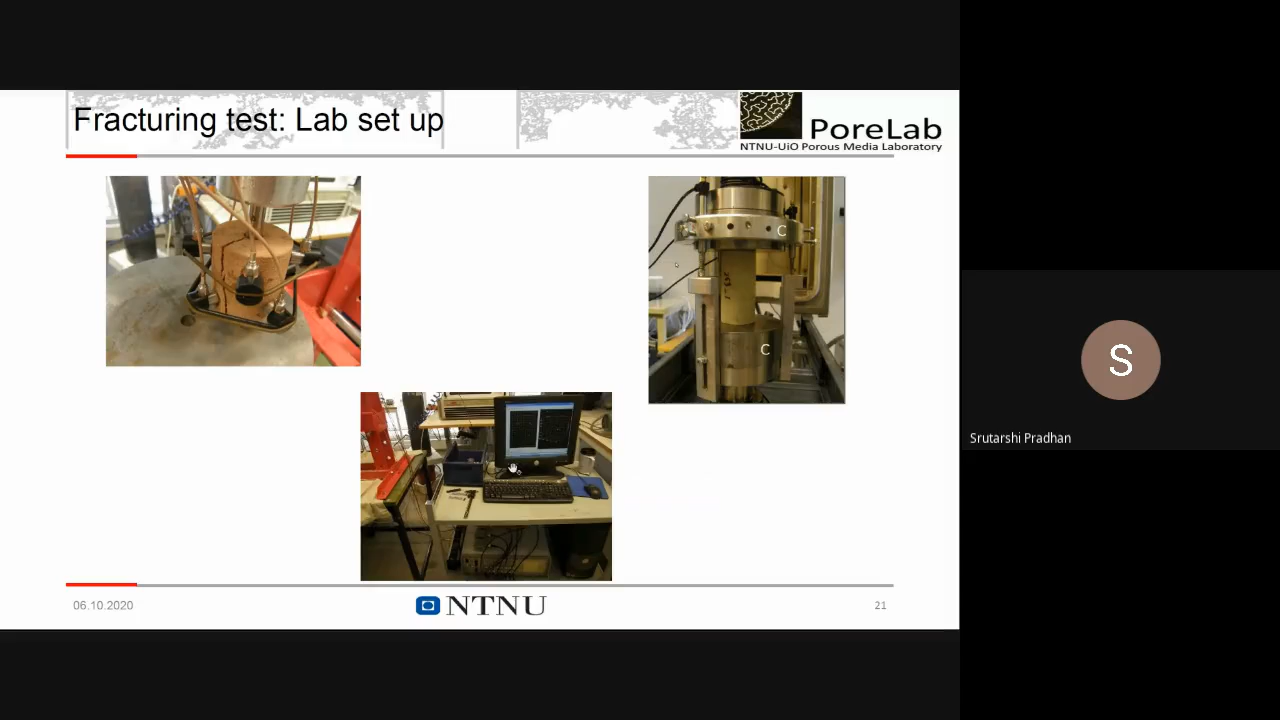 Fracturing test: Lab set up
PoreLab
NTNU-UiO Porous Media Laboratory
C
C
S
Srutarshi Pradhan
06.10.2020
NTNU
21